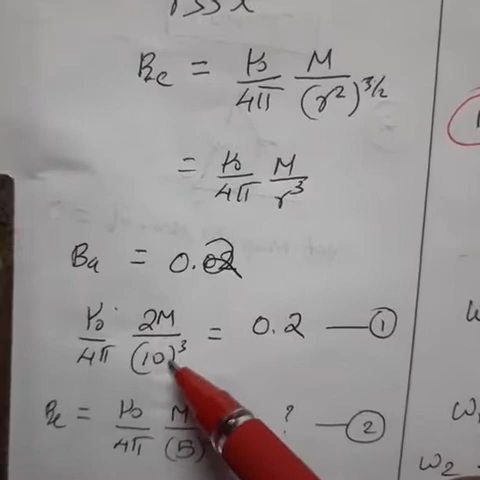 Be = μ₀/4π M/(r²)^3/2
= μ₀/4π M/r³
Ba = 0.2
μ₀/4π 2M/(10)³ = 0.2 — ①
Be = μ₀/4π M/(5) ? — ②
ω₂